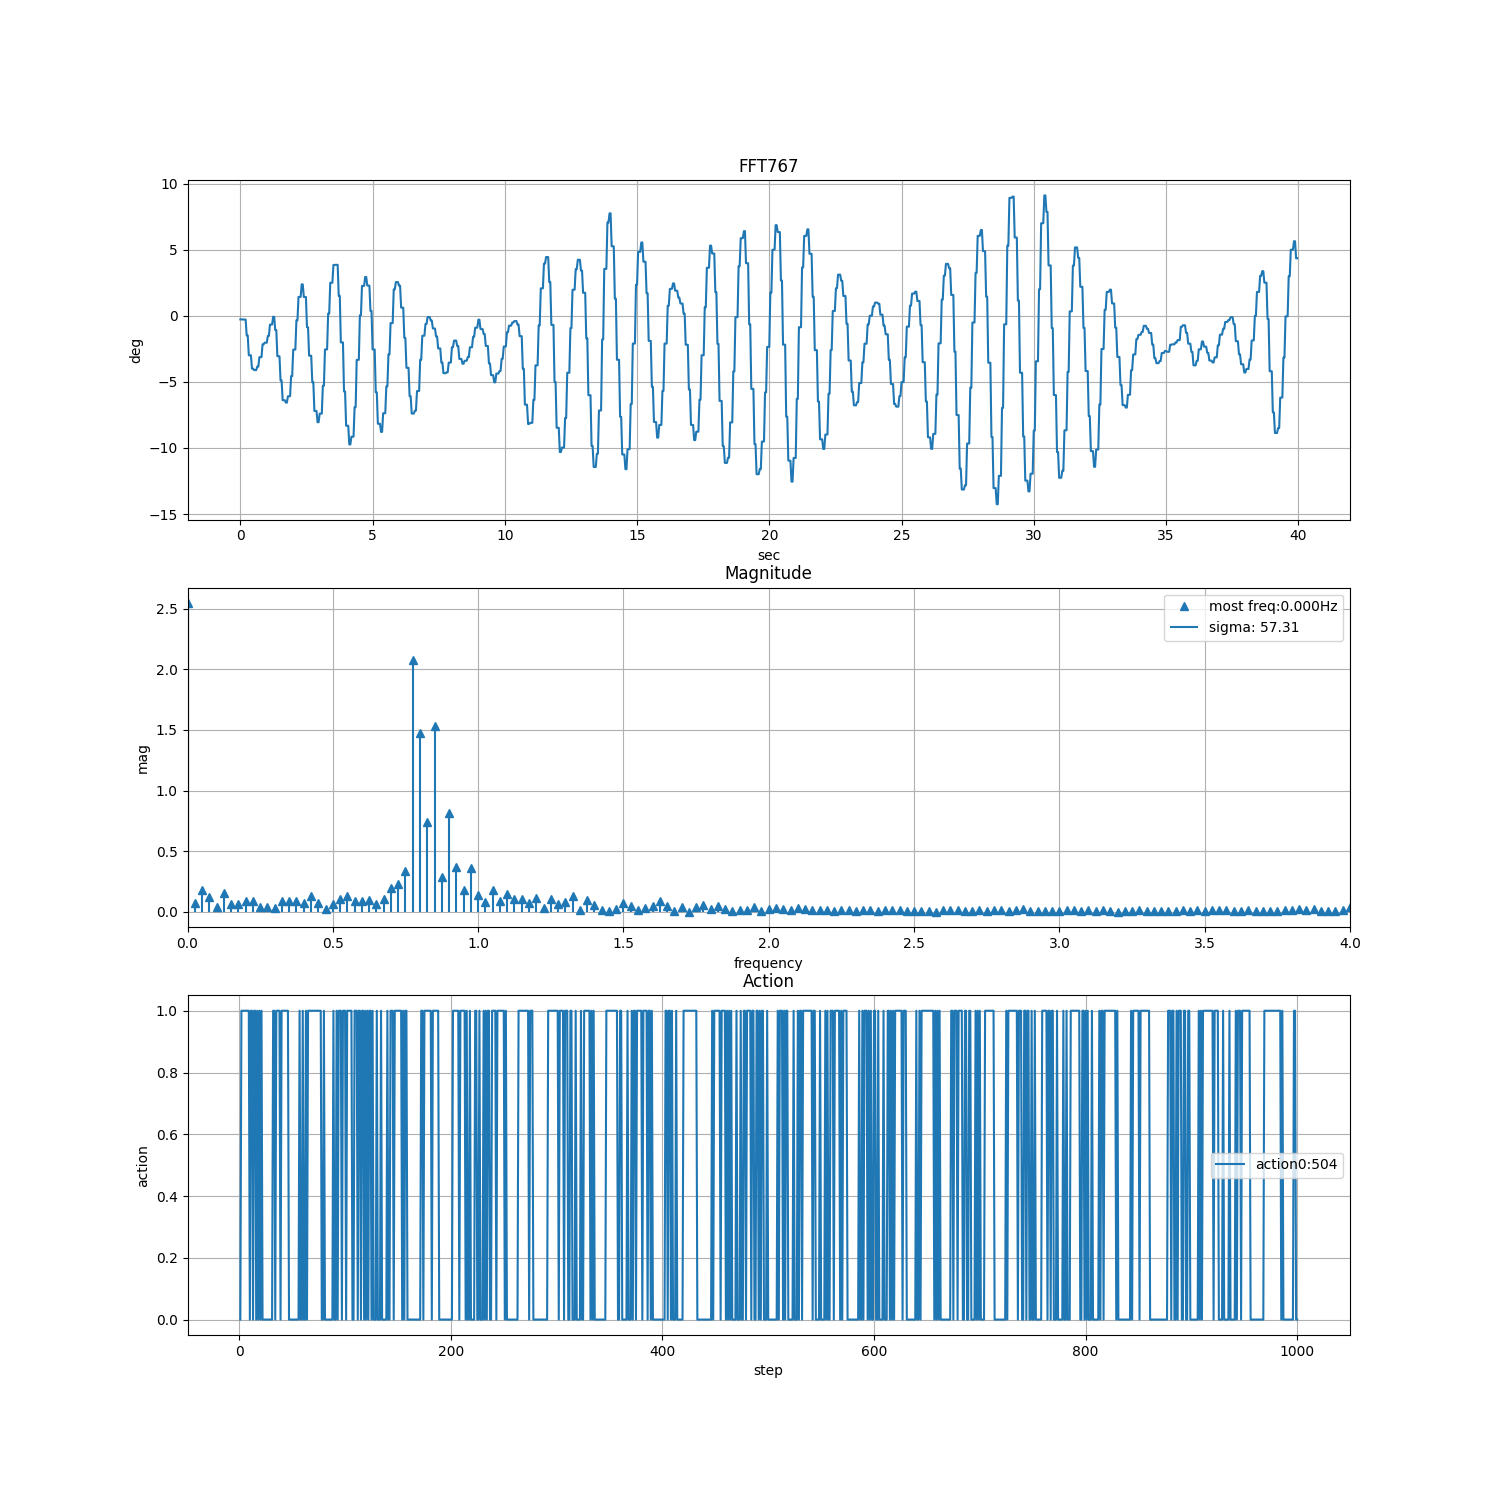 FFT767
10
5
0
−5
−10
−15
deg
0 5 10 15 20 25 30 35 40
sec
Magnitude
2.5
2.0
1.5
1.0
0.5
0.0
mag
most freq:0.000Hz
sigma: 57.31
0.0 0.5 1.0 1.5 2.0 2.5 3.0 3.5 4.0
frequency
Action
1.0
0.8
0.6
0.4
0.2
0.0
action
action0:504
0 200 400 600 800 1000
step